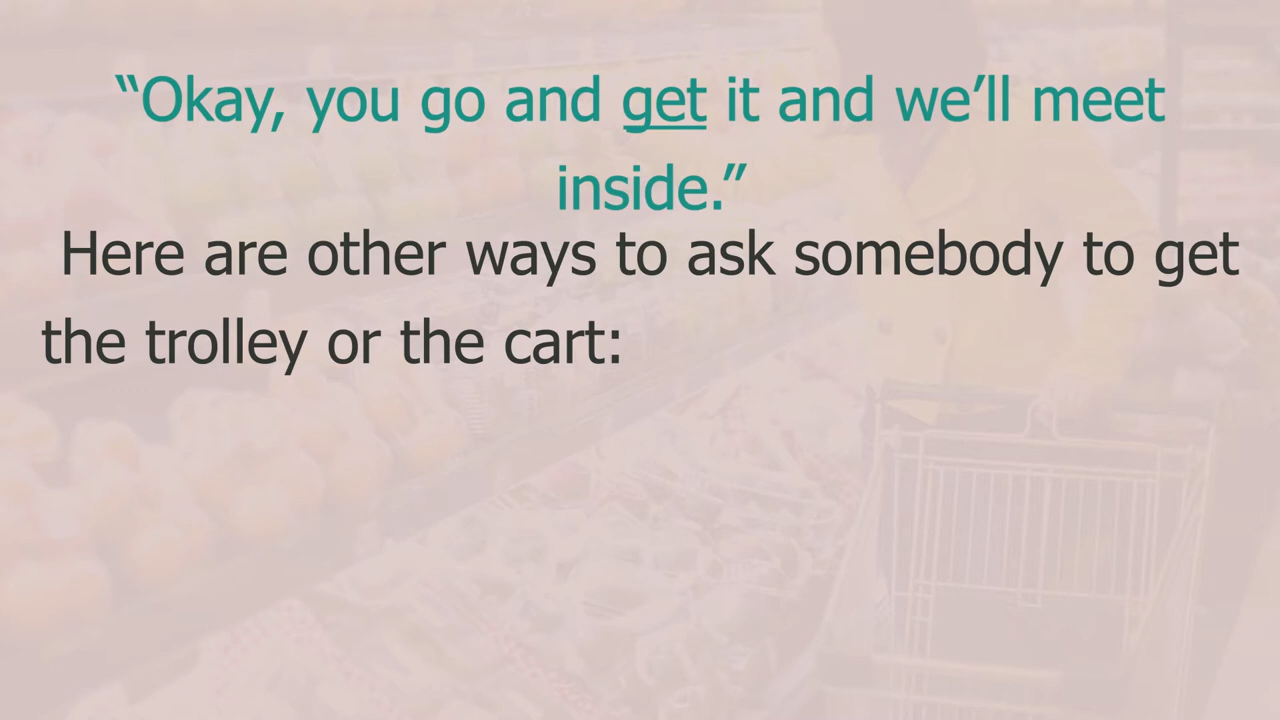 “Okay, you go and get it and we’ll meet
inside.”
Here are other ways to ask somebody to get
the trolley or the cart: